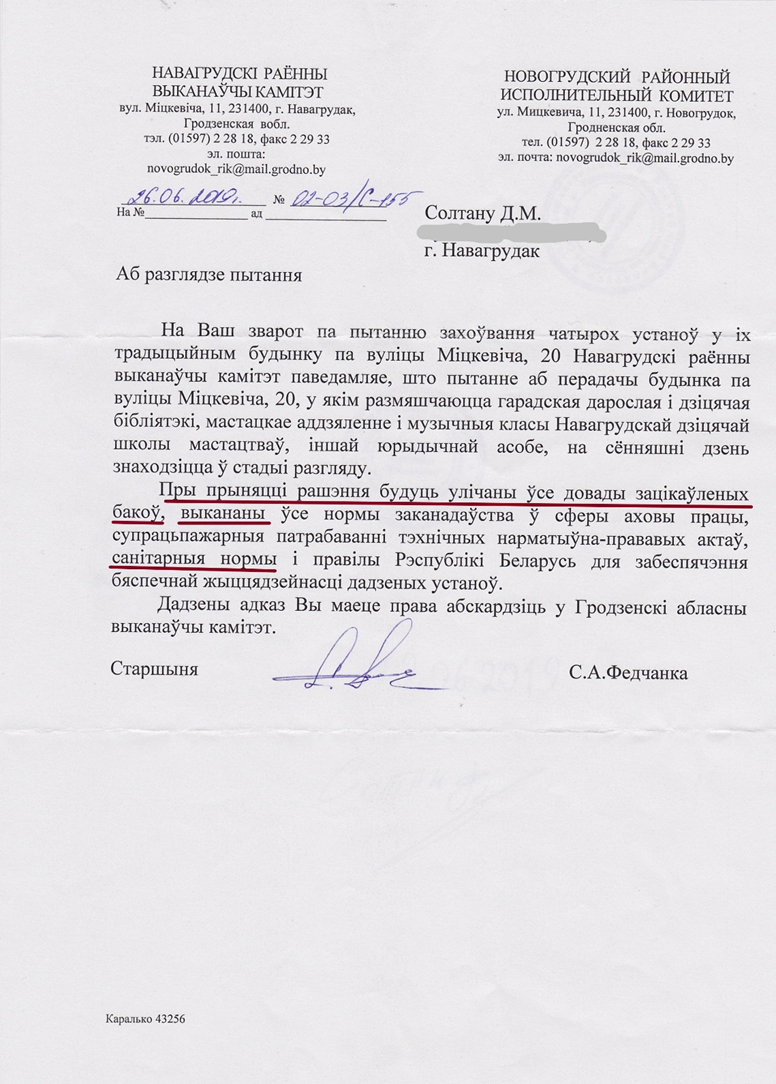 НАВАГРУДСКІ РАЁННЫ
ВЫКАНАЎЧЫ КАМІТЭТ
вул. Міцкевіча, 11, 231400, г. Навагрудак,
Гродзенская вобл.
тэл. (01597) 2 28 18, факс 2 29 33
эл. пошта:
novogrudok_rik@mail.grodno.by
НОВОГРУДСКИЙ РАЙОННЫЙ
ИСПОЛНИТЕЛЬНЫЙ КОМИТЕТ
ул. Мицкевича, 11, 231400, г. Новогрудок,
Гродненская обл.
тел. (01597) 2 28 18, факс 2 29 33
эл. почта: novogrudok_rik@mail.grodno.by
26.06.2019г. № 02-03/С-155
На № ад
Солтану Д.М.
г. Навагрудак
Аб разглядзе пытання
На Ваш зварот па пытанню захоўвання чатырох устаноў у іх
традыцыйным будынку па вуліцы Міцкевіча, 20 Навагрудскі раённы
выканаўчы камітэт паведамляе, што пытанне аб перадачы будынка па
вуліцы Міцкевіча, 20, у якім размяшчаюцца гарадская дарослая і дзіцячая
бібліятэкі, мастацкае аддзяленне і музычныя класы Навагрудскай дзіцячай
школы мастацтваў, іншай юрыдычнай асобе, на сённяшні дзень
знаходзіцца ў стадыі разгляду.
Пры прыняцці рашэння будуць улічаны ўсе довады зацікаўленых
бакоў, выкананы ўсе нормы заканадаўства ў сферы аховы працы,
супрацьпажарныя патрабаванні тэхнічных нарматыўна-прававых актаў,
санітарныя нормы і правілы Рэспублікі Беларусь для забеспячэння
бяспечнай жыццядзейнасці дадзеных устаноў.
Дадзены адказ Вы маеце права абскардзіць у Гродзенскі абласны
выканаўчы камітэт.
Старшыня С.А.Федчанка
Каралько 43256